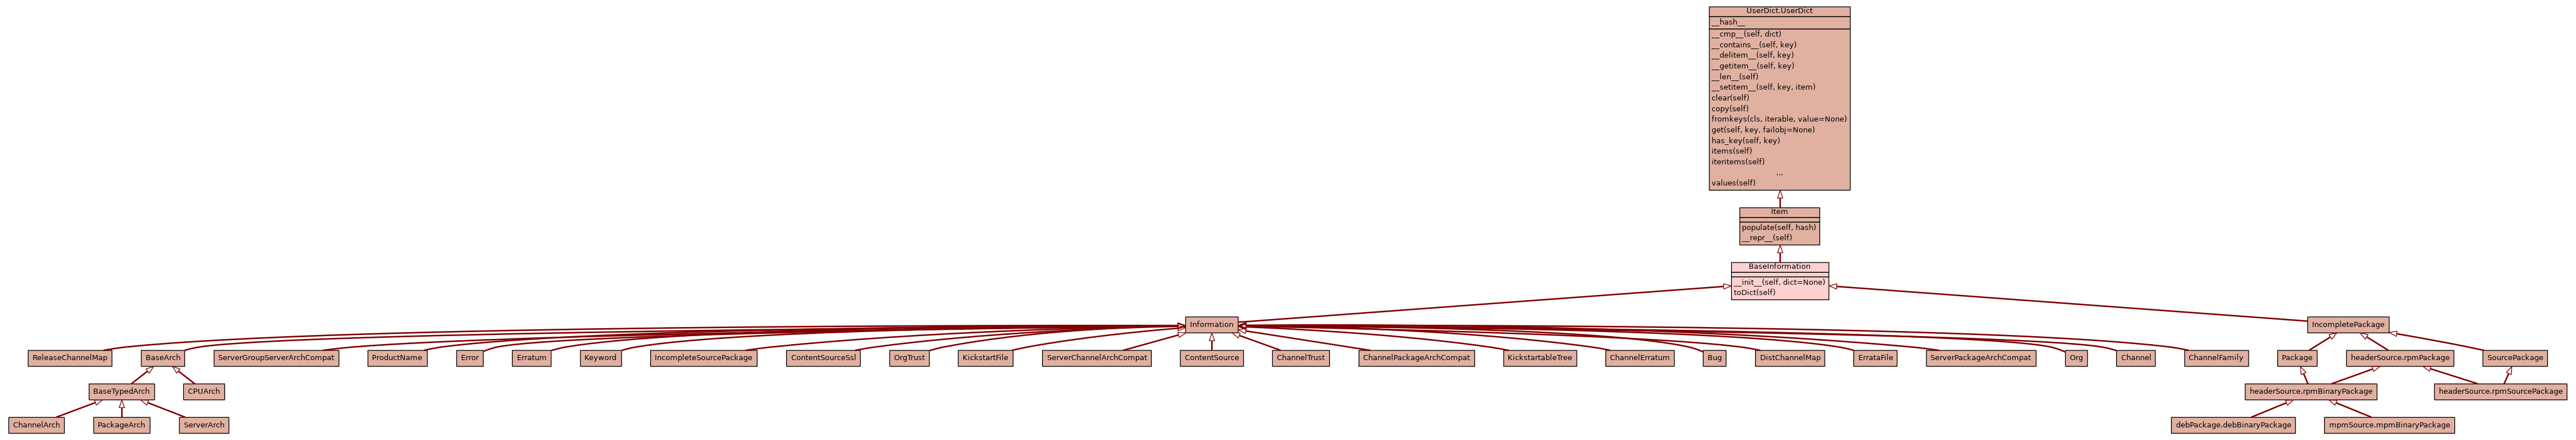 UserDict.UserDict
__hash__
__cmp__(self, dict)
__contains__(self, key)
__delitem__(self, key)
__getitem__(self, key)
__len__(self)
__setitem__(self, key, item)
clear(self)
copy(self)
fromkeys(cls, iterable, value=None)
get(self, key, failobj=None)
has_key(self, key)
items(self)
iteritems(self)
...
values(self)
Item
populate(self, hash)
__repr__(self)
BaseInformation
__init__(self, dict=None)
toDict(self)
Information
IncompletePackage
ReleaseChannelMap
BaseArch
ServerGroupServerArchCompat
ProductName
Error
Erratum
Keyword
IncompleteSourcePackage
ContentSourceSsl
OrgTrust
KickstartFile
ServerChannelArchCompat
ContentSource
ChannelTrust
ChannelPackageArchCompat
KickstartableTree
ChannelErratum
Bug
DistChannelMap
ErrataFile
ServerPackageArchCompat
Org
Channel
ChannelFamily
Package
headerSource.rpmPackage
SourcePackage
BaseTypedArch
CPUArch
headerSource.rpmBinaryPackage
headerSource.rpmSourcePackage
ChannelArch
PackageArch
ServerArch
debPackage.debBinaryPackage
mpmSource.mpmBinaryPackage